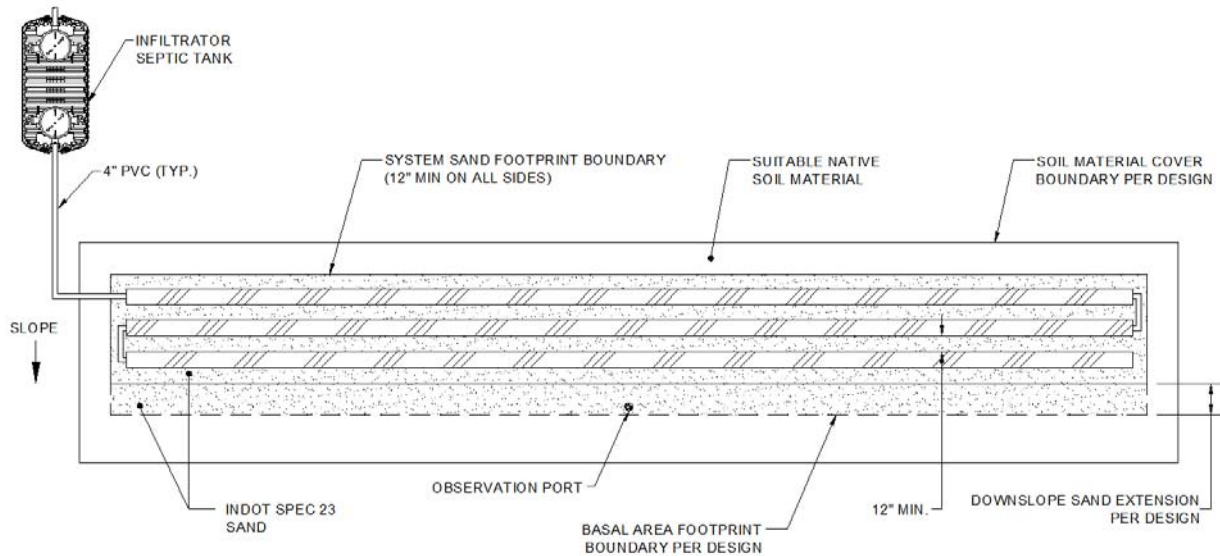 INFILTRATOR
SEPTIC TANK
4" PVC (TYP.)
SYSTEM SAND FOOTPRINT BOUNDARY
(12" MIN ON ALL SIDES)
SUITABLE NATIVE
SOIL MATERIAL
SOIL MATERIAL COVER
BOUNDARY PER DESIGN
SLOPE
INDOT SPEC 23
SAND
OBSERVATION PORT
BASAL AREA FOOTPRINT
BOUNDARY PER DESIGN
12" MIN.
DOWNSLOPE SAND EXTENSION
PER DESIGN